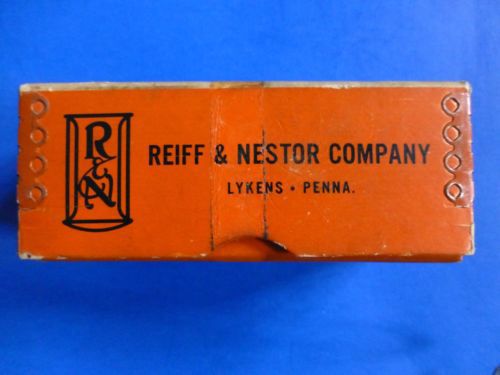 R&N
REIFF & NESTOR COMPANY
LYKENS • PENNA.